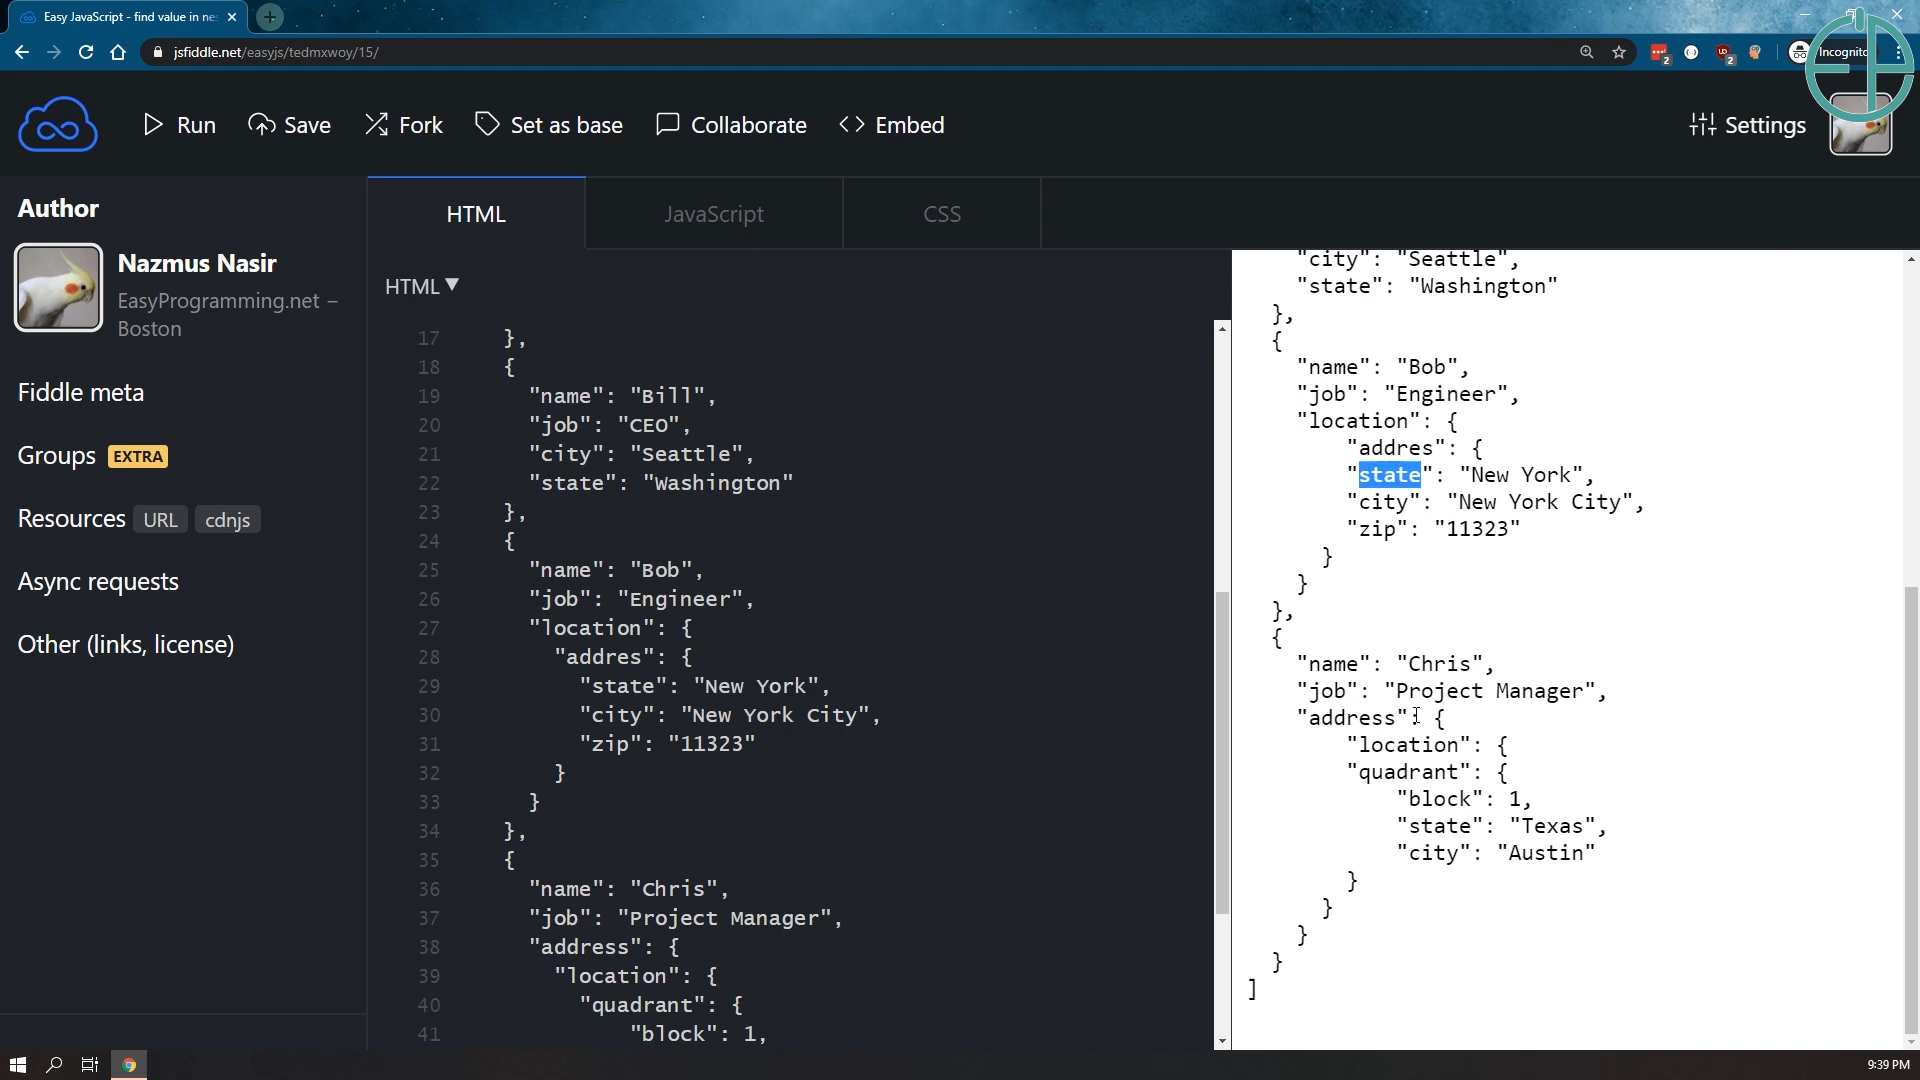 Easy JavaScript - find value in ne
jsfiddle.net/easyjs/tedmxwoy/15/
2
2
Incognito
Run
Save
Fork
Set as base
Collaborate
Embed
Settings
Author
Nazmus Nasir
EasyProgramming.net –
Boston
Fiddle meta
Groups EXTRA
Resources URL cdnjs
Async requests
Other (links, license)
HTML
JavaScript
CSS
HTML▼
17 },
18 {
19 "name": "Bill",
20 "job": "CEO",
21 "city": "Seattle",
22 "state": "Washington"
23 },
24 {
25 "name": "Bob",
26 "job": "Engineer",
27 "location": {
28 "addres": {
29 "state": "New York",
30 "city": "New York City",
31 "zip": "11323"
32 }
33 }
34 },
35 {
36 "name": "Chris",
37 "job": "Project Manager",
38 "address": {
39 "location": {
40 "quadrant": {
41 "block": 1,
"city": "Seattle",
"state": "Washington"
},
{
"name": "Bob",
"job": "Engineer",
"location": {
"addres": {
"state": "New York",
"city": "New York City",
"zip": "11323"
}
}
},
{
"name": "Chris",
"job": "Project Manager",
"address": {
"location": {
"quadrant": {
"block": 1,
"state": "Texas",
"city": "Austin"
}
}
}
}
]
9:39 PM